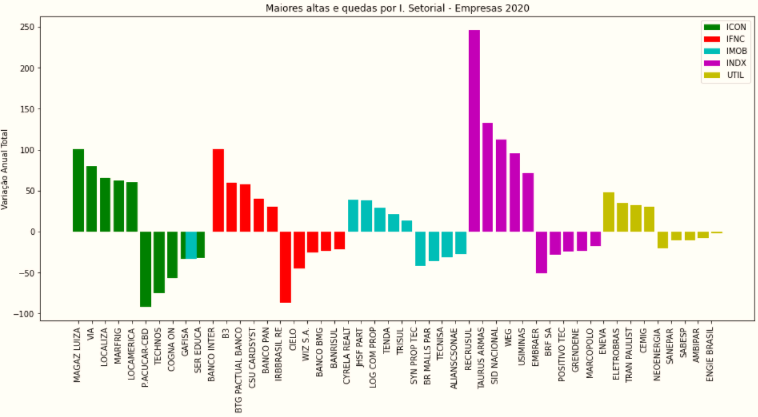 Maiores altas e quedas por I. Setorial - Empresas 2020
Variação Anual Total
250
200
150
100
50
0
−50
−100
ICON
IFNC
IMOB
INDX
UTIL
MAGAZ LUIZA
VIA
LOCALIZA
MARFRIG
LOCAMERICA
P.ACUCAR-CBD
TECHNOS
COGNA ON
GAFISA
SER EDUCA
BANCO INTER
B3
BTG PACTUAL BANCO
CSU CARDSYST
BANCO PAN
IRBBRASIL RE
CIELO
WIZ S.A.
BANCO BMG
BANRISUL
CYRELA REALT
JHSF PART
LOG COM PROP
TENDA
TRISUL
SYN PROP TEC
BR MALLS PAR
TECNISA
ALIANSCSONAE
RECRUSUL
TAURUS ARMAS
SID NACIONAL
WEG
USIMINAS
EMBRAER
BRF SA
POSITIVO TEC
GRENDENE
MARCOPOLO
ENEVA
ELETROBRAS
TRAN PAULIST
CEMIG
NEOENERGIA
SANEPAR
SABESP
AMBIPAR
ENGIE BRASIL